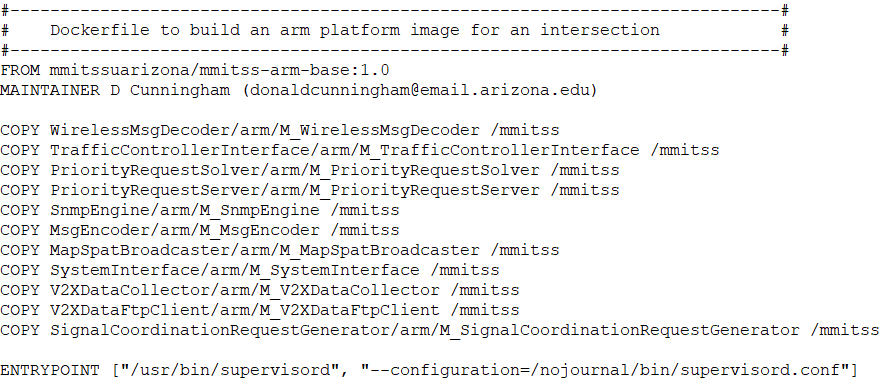 #---------------------------------------------------------------------------#
#    Dockerfile to build an arm platform image for an intersection            #
#---------------------------------------------------------------------------#
FROM mmitssuarizona/mmitss-arm-base:1.0
MAINTAINER D Cunningham (donaldcunningham@email.arizona.edu)

COPY WirelessMsgDecoder/arm/M_WirelessMsgDecoder /mmitss
COPY TrafficControllerInterface/arm/M_TrafficControllerInterface /mmitss
COPY PriorityRequestSolver/arm/M_PriorityRequestSolver /mmitss
COPY PriorityRequestServer/arm/M_PriorityRequestServer /mmitss
COPY SnmpEngine/arm/M_SnmpEngine /mmitss
COPY MsgEncoder/arm/M_MsgEncoder /mmitss
COPY MapSpatBroadcaster/arm/M_MapSpatBroadcaster /mmitss
COPY SystemInterface/arm/M_SystemInterface /mmitss
COPY V2XDataCollector/arm/M_V2XDataCollector /mmitss
COPY V2XDataFtpClient/arm/M_V2XDataFtpClient /mmitss
COPY SignalCoordinationRequestGenerator/arm/M_SignalCoordinationRequestGenerator /mmitss

ENTRYPOINT ["/usr/bin/supervisord", "--configuration=/nojournal/bin/supervisord.conf"]